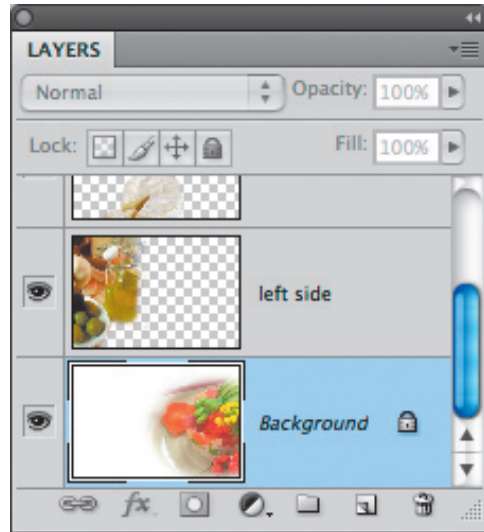 LAYERS
Normal Opacity: 100%
Lock: Fill: 100%
left side
Background
fx